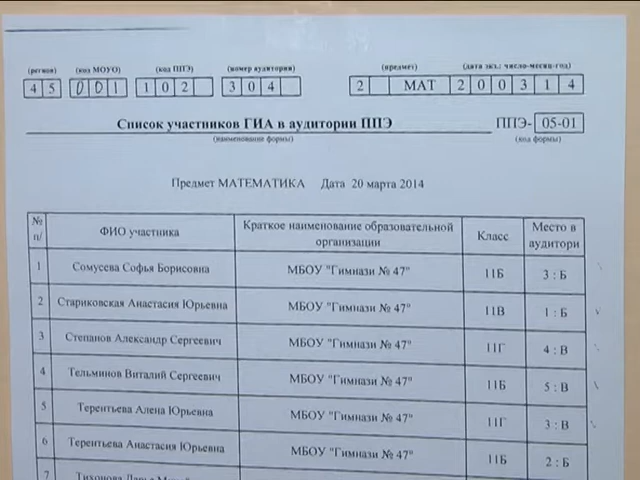 (регион) (код МОУО) (код ППЭ) (номер аудитории) (предмет) (дата экз.: число-месяц-год)
4 5 0 0 1 1 0 2 3 0 4 2 МАТ 2 0 0 3 1 4
Список участников ГИА в аудитории ППЭ ППЭ- 05-01
(наименование формы) (код формы)
Предмет МАТЕМАТИКА Дата 20 марта 2014
№ п/ ФИО участника Краткое наименование образовательной организации Класс Место в аудитори
1 Сомусева Софья Борисовна МБОУ "Гимнази № 47" 11Б 3 : Б
2 Стариковская Анастасия Юрьевна МБОУ "Гимнази № 47" 11В 1 : Б
3 Степанов Александр Сергеевич МБОУ "Гимнази № 47" 11Г 4 : В
4 Тельминов Виталий Сергеевич МБОУ "Гимнази № 47" 11Б 5 : В
5 Терентьева Алена Юрьевна МБОУ "Гимнази № 47" 11Г 3 : В
6 Терентьева Анастасия Юрьевна МБОУ "Гимнази № 47" 11Б 2 : Б
7